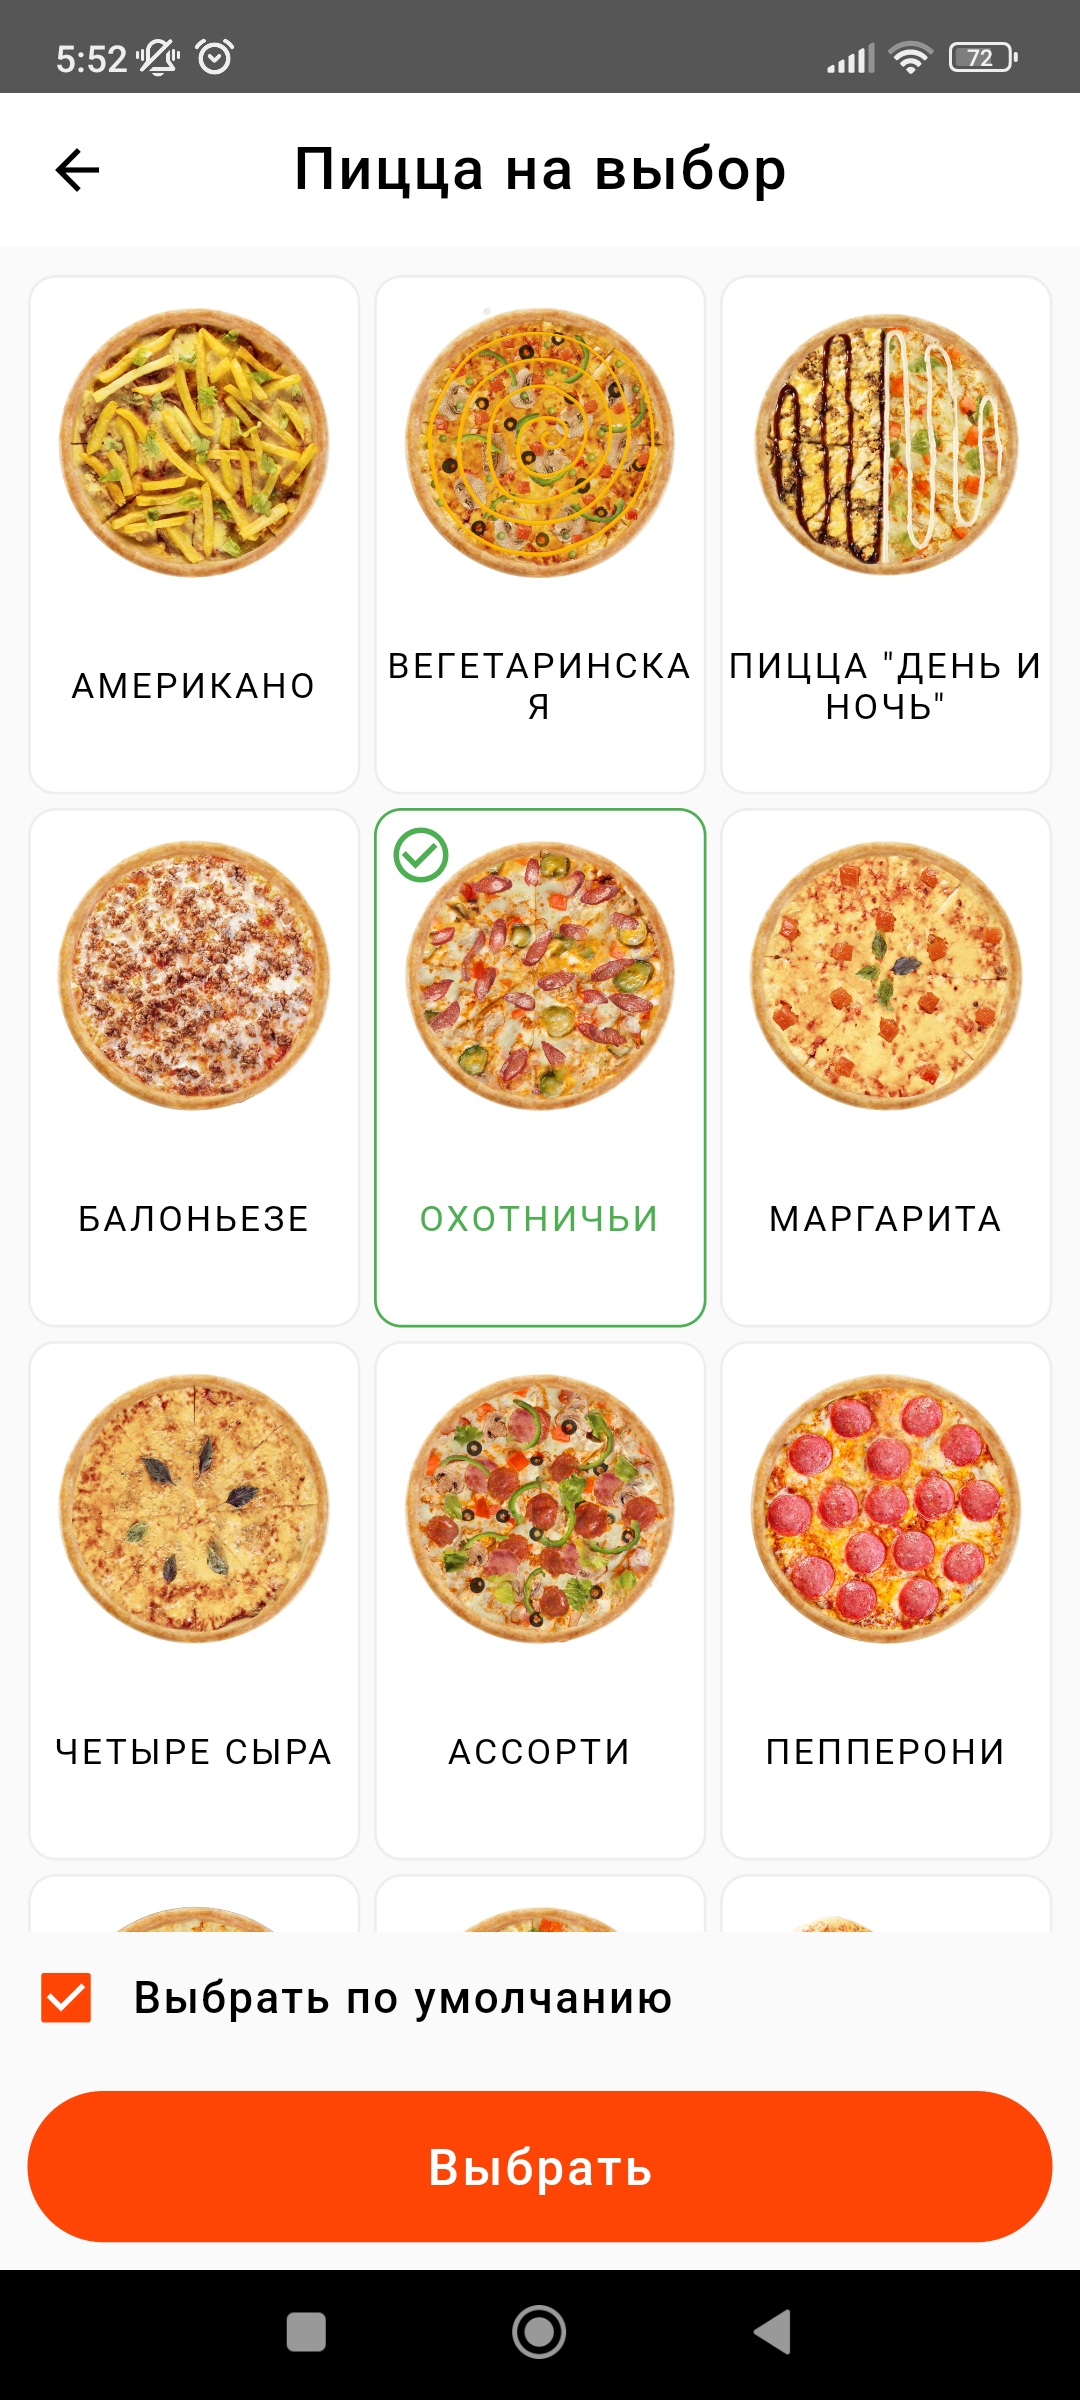 5:52
72
Пицца на выбор
АМЕРИКАНО
ВЕГЕТАРИНСКА
Я
ПИЦЦА "ДЕНЬ И
НОЧЬ"
БАЛОНЬЕЗЕ
ОХОТНИЧЬИ
МАРГАРИТА
ЧЕТЫРЕ СЫРА
АССОРТИ
ПЕППЕРОНИ
Выбрать по умолчанию
Выбрать